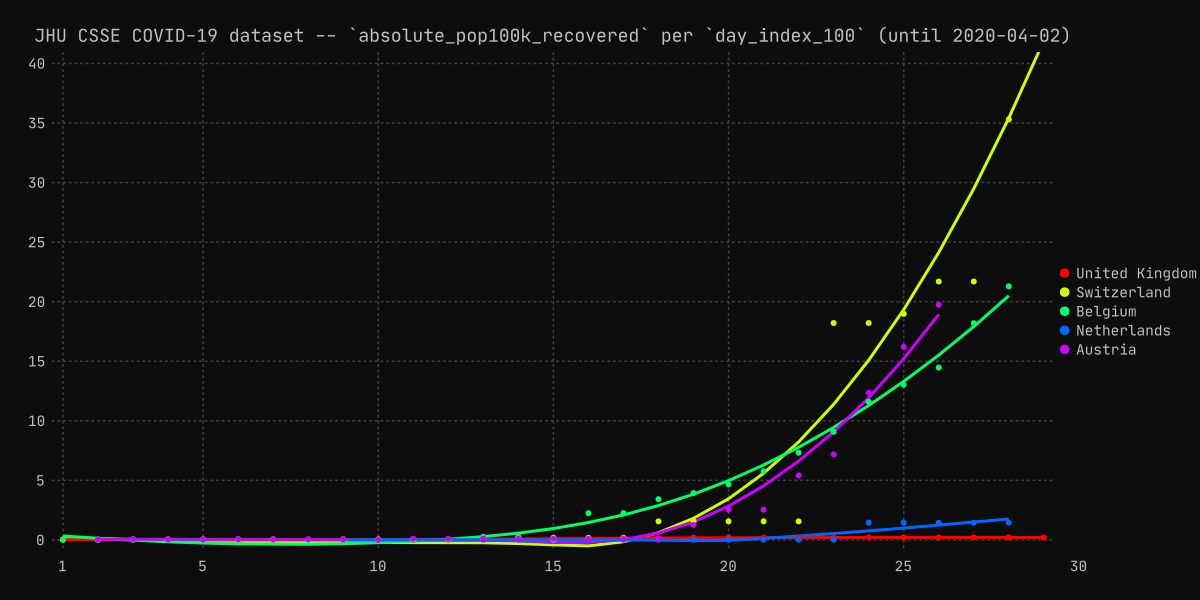 JHU CSSE COVID-19 dataset -- `absolute_pop100k_recovered` per `day_index_100` (until 2020-04-02)
40
35
30
25
20
15
10
5
0
1 5 10 15 20 25 30
United Kingdom
Switzerland
Belgium
Netherlands
Austria